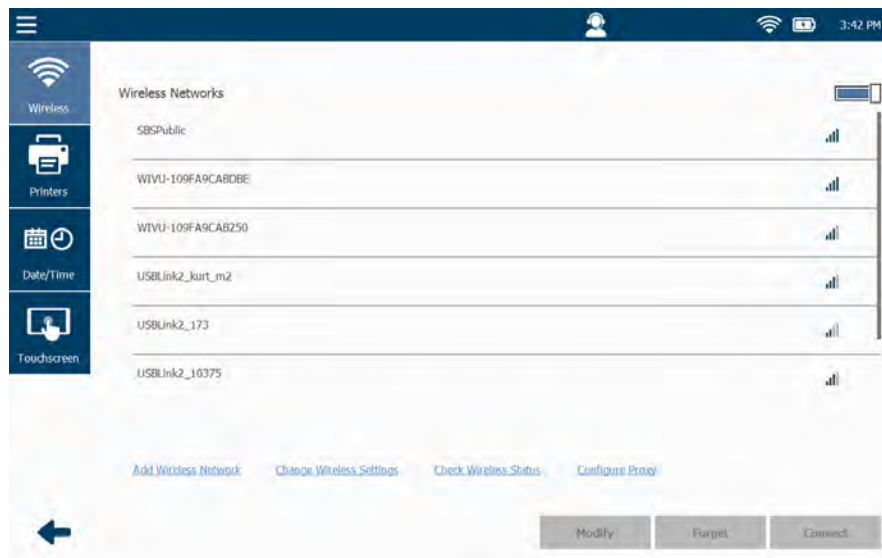 3:42 PM
Wireless
Wireless Networks
SBSPublic
WIVU-109FA9CABDBE
Printers
WIVU-109FA9CAB250
Date/Time
USBLink2_kurt_m2
USBLink2_173
Touchscreen
USBLink2_10375
Add Wireless Network Change Wireless Settings Check Wireless Status Configure Proxy
Modify Forget Connect